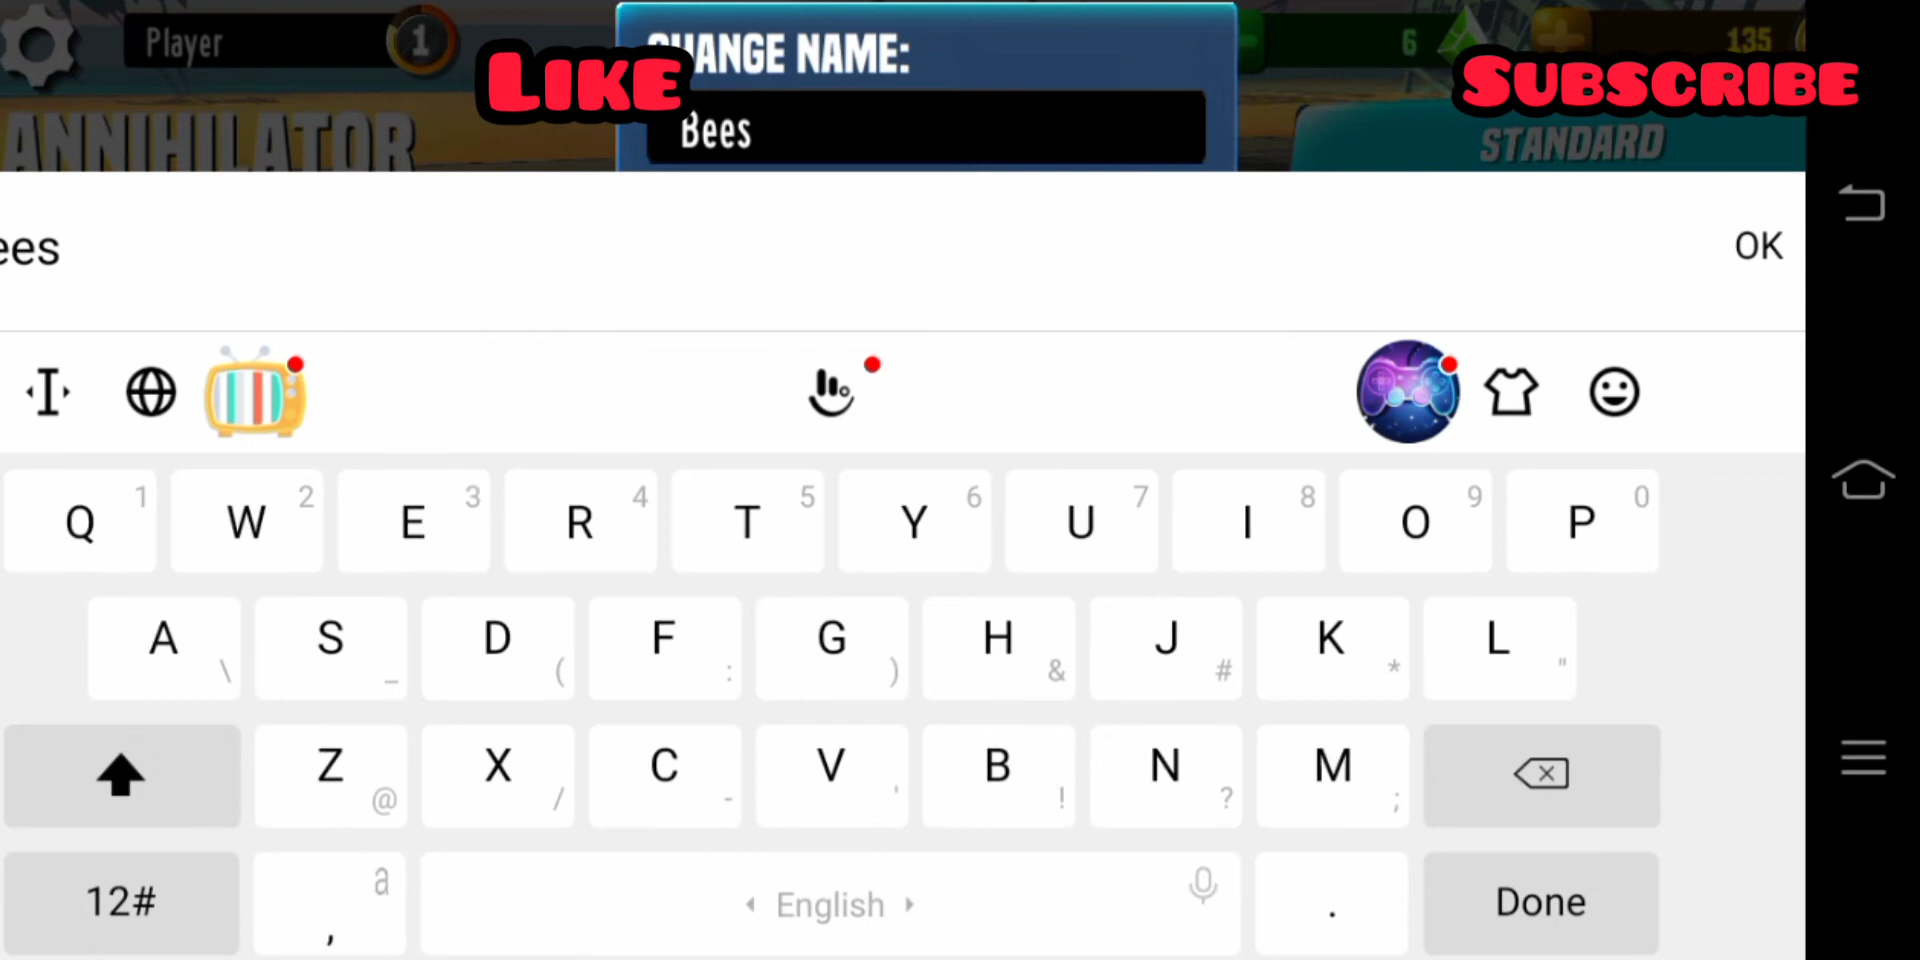 Player
1
6
135
CHANGE NAME:
LIKE
SUBSCRIBE
Bees
ANNIHILATOR
STANDARD
ees
OK
Q 1 W 2 E 3 R 4 T 5 Y 6 U 7 I 8 O 9 P 0
A \ S _ D ( F : G ) H & J # K * L "
Z @ X / C - V ' B ! N ? M ;
12# , a English . Done